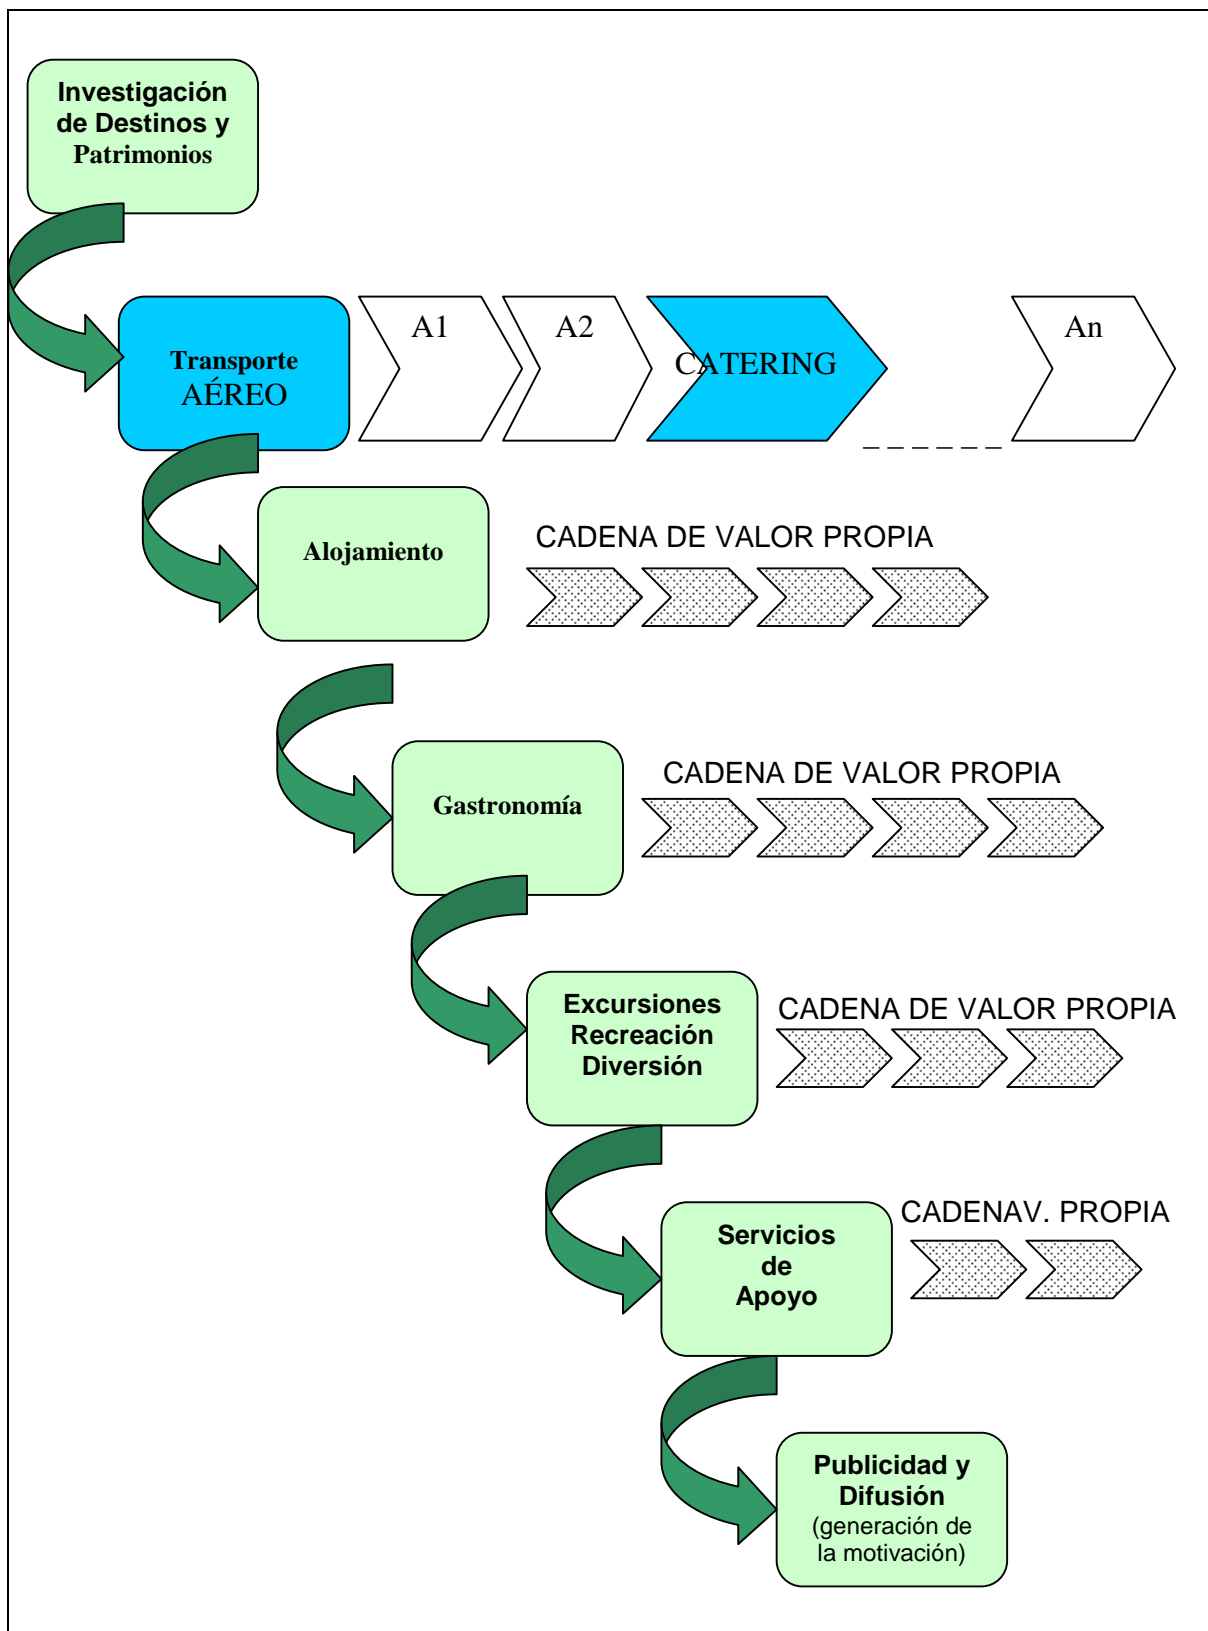 Investigación
de Destinos y
Patrimonios
Transporte
AÉREO
A1
A2
CATERING
_ _ _ _ _ _
An
Alojamiento
CADENA DE VALOR PROPIA
Gastronomía
CADENA DE VALOR PROPIA
Excursiones
Recreación
Diversión
CADENA DE VALOR PROPIA
Servicios
de
Apoyo
CADENAV. PROPIA
Publicidad y
Difusión
(generación de
la motivación)